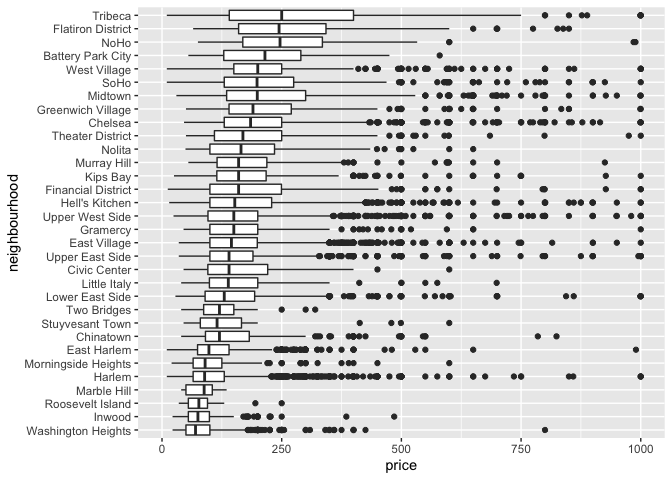 Tribeca
Flatiron District
NoHo
Battery Park City
West Village
SoHo
Midtown
Greenwich Village
Chelsea
Theater District
Nolita
Murray Hill
Kips Bay
Financial District
Hell's Kitchen
Upper West Side
Gramercy
East Village
Upper East Side
Civic Center
Little Italy
Lower East Side
Two Bridges
Stuyvesant Town
Chinatown
East Harlem
Morningside Heights
Harlem
Marble Hill
Roosevelt Island
Inwood
Washington Heights
neighbourhood
0 250 500 750 1000
price